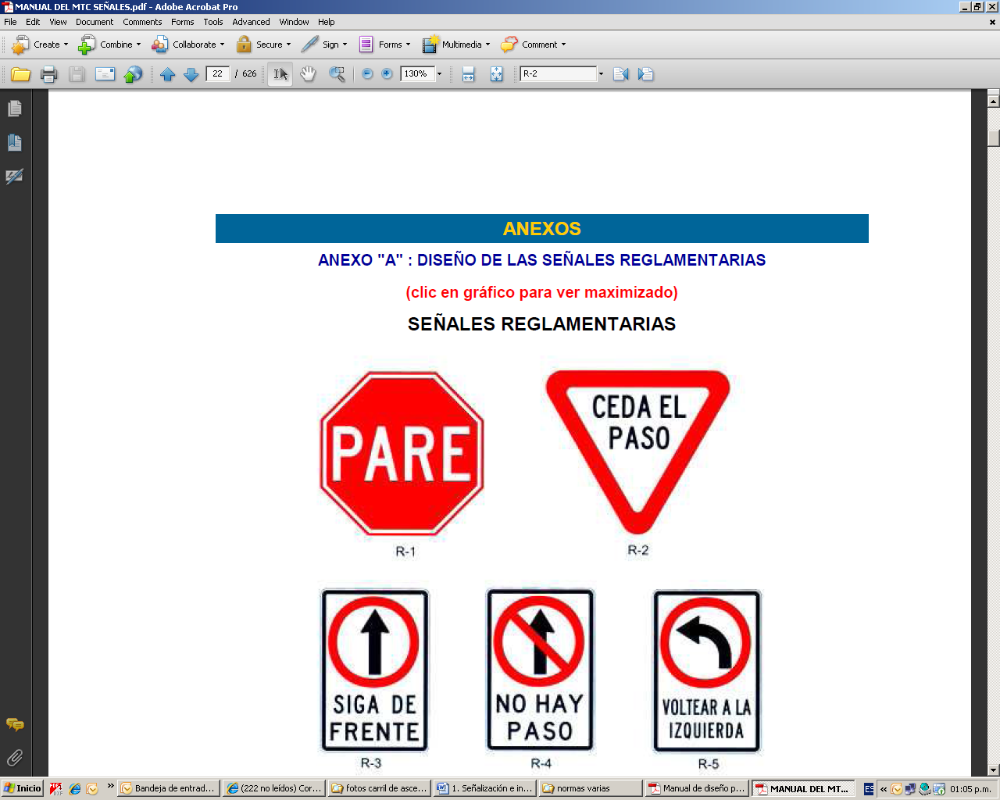 MANUAL DEL MTC SEÑALES.pdf - Adobe Acrobat Pro
File Edit View Document Comments Forms Tools Advanced Window Help
Create Combine Collaborate Secure Sign Forms Multimedia Comment
22 / 626 130% R-2
ANEXOS
ANEXO "A" : DISEÑO DE LAS SEÑALES REGLAMENTARIAS
(clic en gráfico para ver maximizado)
SEÑALES REGLAMENTARIAS
PARE
CEDA EL
PASO
R-1
R-2
SIGA DE
FRENTE
NO HAY
PASO
VOLTEAR A LA
IZQUIERDA
R-3
R-4
R-5
Inicio Bandeja de entrad... (222 no leídos) Cor... fotos carril de asce... 1. Señalización e in... normas varias Manual de diseño p... MANUAL DEL MT... ES 01:05 p.m.